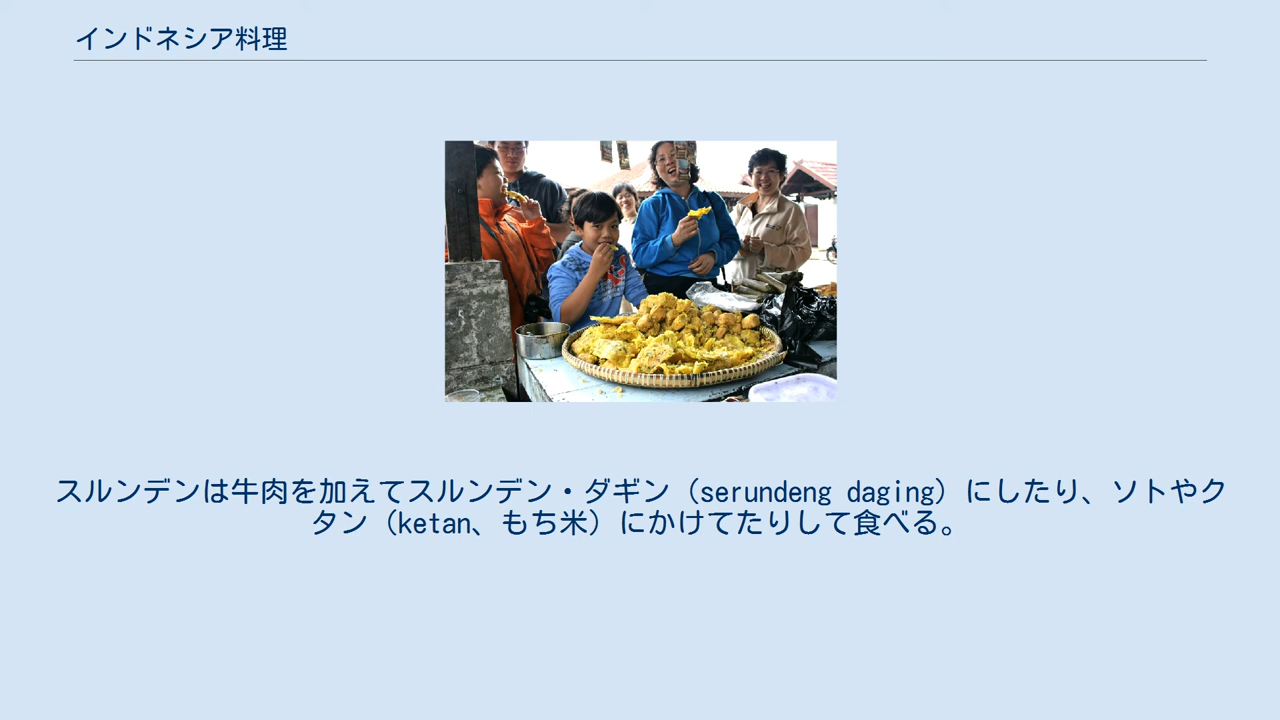 インドネシア料理
スルンデンは牛肉を加えてスルンデン・ダギン（serundeng daging）にしたり、ソトやク
タン（ketan、もち米）にかけてたりして食べる。